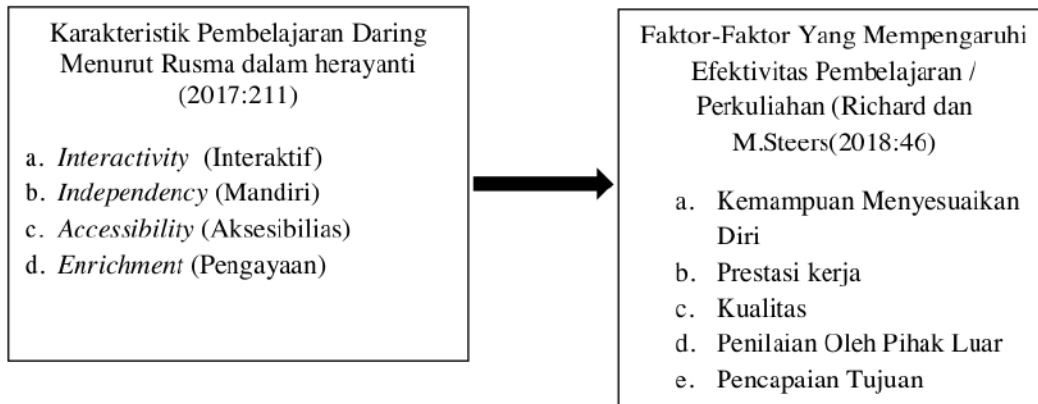 Karakteristik Pembelajaran Daring
Menurut Rusma dalam herayanti
(2017:211)
a. Interactivity (Interaktif)
b. Independency (Mandiri)
c. Accessibility (Aksesibilias)
d. Enrichment (Pengayaan)
Faktor-Faktor Yang Mempengaruhi
Efektivitas Pembelajaran /
Perkuliahan (Richard dan
M.Steers(2018:46)
a. Kemampuan Menyesuaikan
Diri
b. Prestasi kerja
c. Kualitas
d. Penilaian Oleh Pihak Luar
e. Pencapaian Tujuan